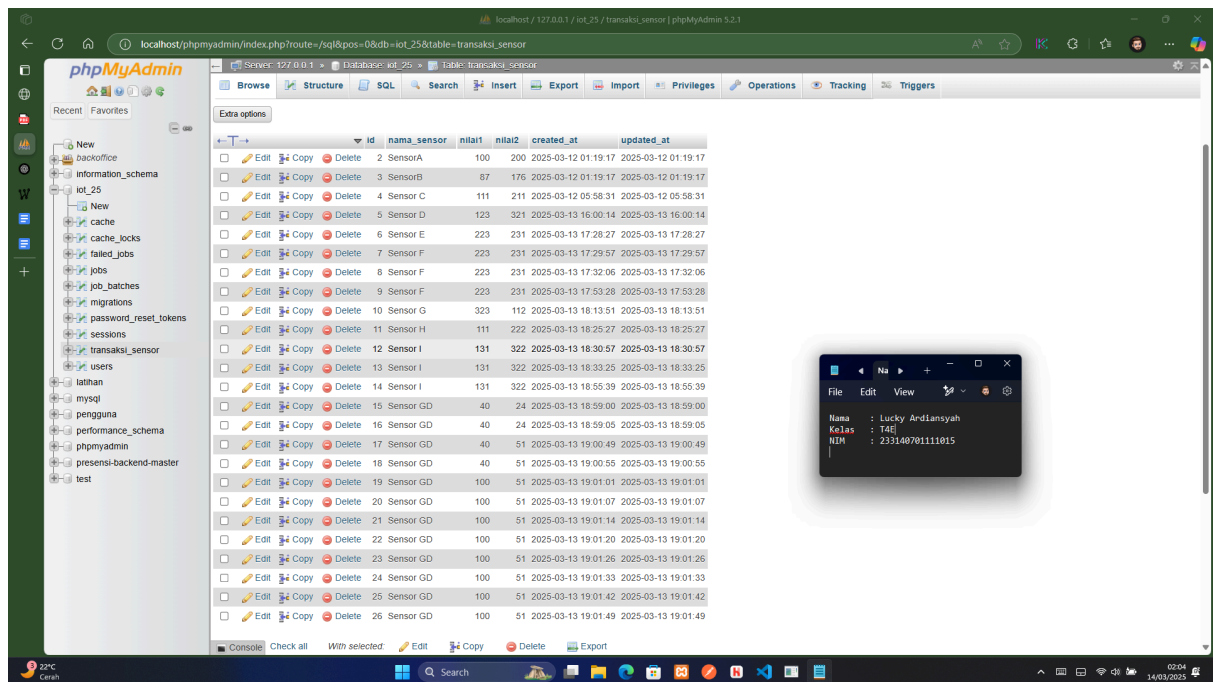 localhost / 127.0.0.1 / iot_25 / transaksi_sensor | phpMyAdmin 5.2.1
localhost/phpmyadmin/index.php?route=/sql&pos=0&db=iot_25&table=transaksi_sensor
phpMyAdmin
Recent Favorites
New
backoffice
information_schema
iot_25
New
cache
cache_locks
failed_jobs
jobs
job_batches
migrations
password_reset_tokens
sessions
transaksi_sensor
users
latihan
mysql
pengguna
performance_schema
phpmyadmin
presensi-backend-master
test
Server: 127.0.0.1 » Database: iot_25 » Table: transaksi_sensor
Browse Structure SQL Search Insert Export Import Privileges Operations Tracking Triggers
Extra options
←T→ id nama_sensor nilai1 nilai2 created_at updated_at
Edit Copy Delete 2 SensorA 100 200 2025-03-12 01:19:17 2025-03-12 01:19:17
Edit Copy Delete 3 SensorB 87 176 2025-03-12 01:19:17 2025-03-12 01:19:17
Edit Copy Delete 4 Sensor C 111 211 2025-03-12 05:58:31 2025-03-12 05:58:31
Edit Copy Delete 5 Sensor D 123 321 2025-03-13 16:00:14 2025-03-13 16:00:14
Edit Copy Delete 6 Sensor E 223 231 2025-03-13 17:28:27 2025-03-13 17:28:27
Edit Copy Delete 7 Sensor F 223 231 2025-03-13 17:29:57 2025-03-13 17:29:57
Edit Copy Delete 8 Sensor F 223 231 2025-03-13 17:32:06 2025-03-13 17:32:06
Edit Copy Delete 9 Sensor F 223 231 2025-03-13 17:53:28 2025-03-13 17:53:28
Edit Copy Delete 10 Sensor G 323 112 2025-03-13 18:13:51 2025-03-13 18:13:51
Edit Copy Delete 11 Sensor H 111 222 2025-03-13 18:25:27 2025-03-13 18:25:27
Edit Copy Delete 12 Sensor I 131 322 2025-03-13 18:30:57 2025-03-13 18:30:57
Edit Copy Delete 13 Sensor I 131 322 2025-03-13 18:33:25 2025-03-13 18:33:25
Edit Copy Delete 14 Sensor I 131 322 2025-03-13 18:55:39 2025-03-13 18:55:39
Edit Copy Delete 15 Sensor GD 40 24 2025-03-13 18:59:00 2025-03-13 18:59:00
Edit Copy Delete 16 Sensor GD 40 24 2025-03-13 18:59:05 2025-03-13 18:59:05
Edit Copy Delete 17 Sensor GD 40 51 2025-03-13 19:00:49 2025-03-13 19:00:49
Edit Copy Delete 18 Sensor GD 40 51 2025-03-13 19:00:55 2025-03-13 19:00:55
Edit Copy Delete 19 Sensor GD 100 51 2025-03-13 19:01:01 2025-03-13 19:01:01
Edit Copy Delete 20 Sensor GD 100 51 2025-03-13 19:01:07 2025-03-13 19:01:07
Edit Copy Delete 21 Sensor GD 100 51 2025-03-13 19:01:14 2025-03-13 19:01:14
Edit Copy Delete 22 Sensor GD 100 51 2025-03-13 19:01:20 2025-03-13 19:01:20
Edit Copy Delete 23 Sensor GD 100 51 2025-03-13 19:01:26 2025-03-13 19:01:26
Edit Copy Delete 24 Sensor GD 100 51 2025-03-13 19:01:33 2025-03-13 19:01:33
Edit Copy Delete 25 Sensor GD 100 51 2025-03-13 19:01:42 2025-03-13 19:01:42
Edit Copy Delete 26 Sensor GD 100 51 2025-03-13 19:01:49 2025-03-13 19:01:49
Console Check all With selected: Edit Copy Delete Export
Na
File Edit View
Nama : Lucky Ardiansyah
Kelas : T4E
NIM : 233140701111015
3 22°C
Cerah
Search
02:04
14/03/2025